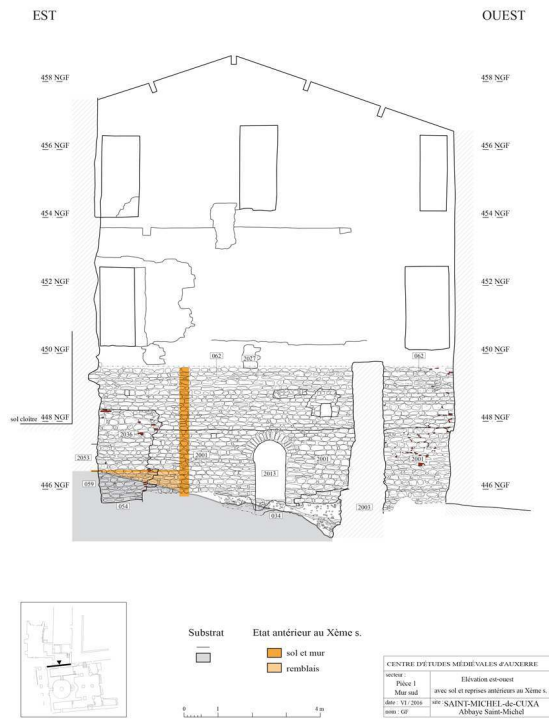 EST
OUEST
458 NGF
458 NGF
456 NGF
456 NGF
454 NGF
454 NGF
452 NGF
452 NGF
450 NGF
450 NGF
062
2027
062
sol cloître
448 NGF
448 NGF
2036
2053
2001
2001
2001
2013
059
446 NGF
446 NGF
054
034
2003
Substrat
Etat antérieur au Xème s.
sol et mur
remblais
0
1
6 m
CENTRE D'ÉTUDES MÉDIÉVALES d'AUXERRE
secteur :
Pièce 1
Mur sud
Elévation est-ouest
avec sol et reprises antérieurs au Xème s.
date : VI / 2016
site : SAINT-MICHEL-de-CUXA
nom : GF
Abbaye Saint-Michel